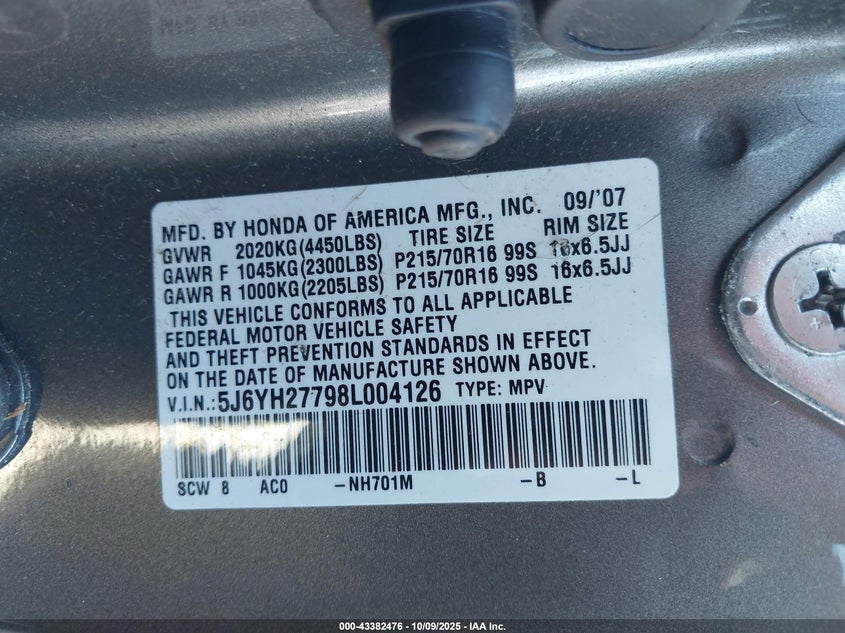 MFD. BY HONDA OF AMERICA MFG., INC. 09/'07
GVWR 2020KG(4450LBS) TIRE SIZE RIM SIZE
GAWR F 1045KG(2300LBS) P215/70R16 99S 16x6.5JJ
GAWR R 1000KG(2205LBS) P215/70R16 99S 16x6.5JJ
THIS VEHICLE CONFORMS TO ALL APPLICABLE
FEDERAL MOTOR VEHICLE SAFETY
AND THEFT PREVENTION STANDARDS IN EFFECT
ON THE DATE OF MANUFACTURE SHOWN ABOVE.
V.I.N.:5J6YH27798L004126 TYPE: MPV
SCW 8 AC0 -NH701M -B -L
000-43382476 - 10/09/2025 - IAA Inc.